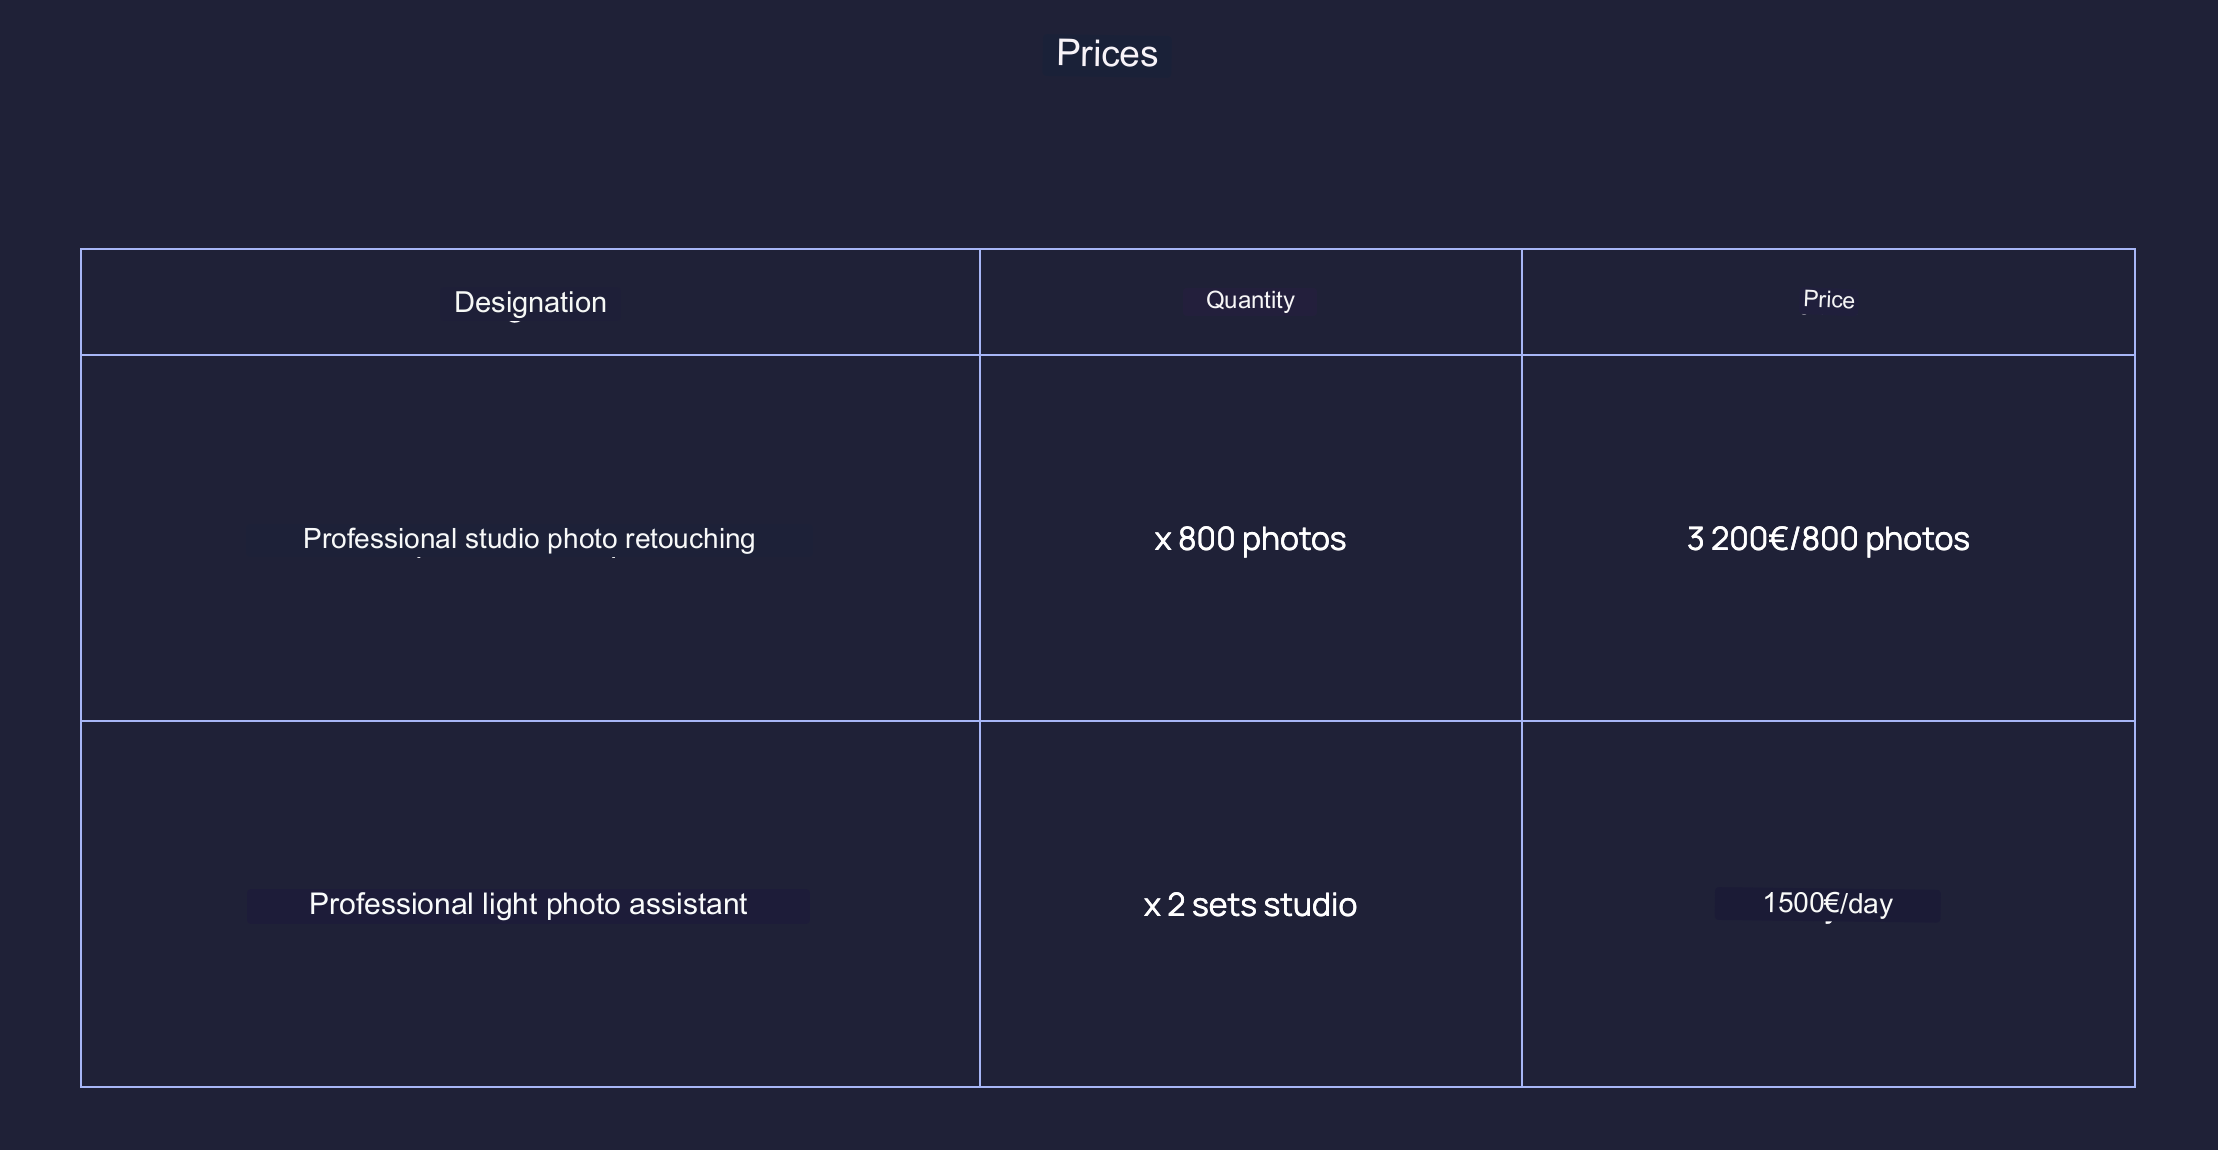 Prices
Designation
Quantity
Price
Professional studio photo retouching
x 800 photos
3 200€/800 photos
Professional light photo assistant
x 2 sets studio
1500€/day